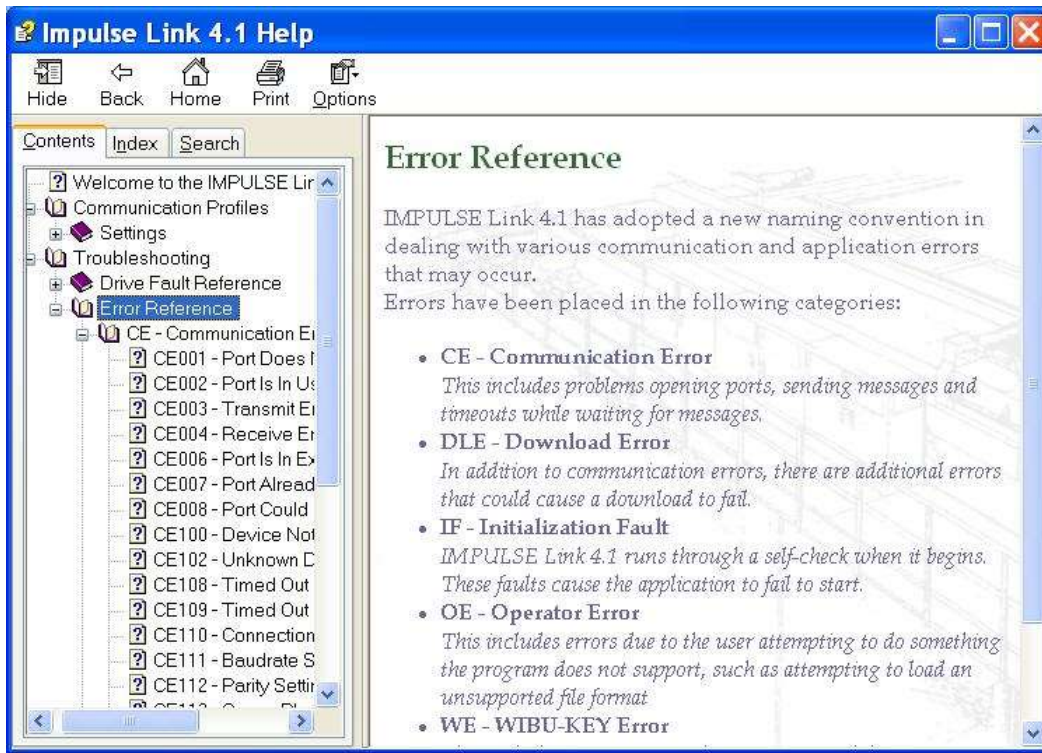 Impulse Link 4.1 Help
Hide Back Home Print Options
Contents Index Search
Welcome to the IMPULSE Lin
Communication Profiles
Settings
Troubleshooting
Drive Fault Reference
Error Reference
CE - Communication Er
CE001 - Port Does N
CE002 - Port Is In Us
CE003 - Transmit Er
CE004 - Receive Er
CE006 - Port Is In Ex
CE007 - Port Alread
CE008 - Port Could
CE100 - Device Not
CE102 - Unknown D
CE108 - Timed Out
CE109 - Timed Out
CE110 - Connection
CE111 - Baudrate S
CE112 - Parity Settin
Error Reference
IMPULSE Link 4.1 has adopted a new naming convention in
dealing with various communication and application errors
that may occur.
Errors have been placed in the following categories:
• CE - Communication Error
This includes problems opening ports, sending messages and
timeouts while waiting for messages.
• DLE - Download Error
In addition to communication errors, there are additional errors
that could cause a download to fail.
• IF - Initialization Fault
IMPULSE Link 4.1 runs through a self-check when it begins.
These faults cause the application to fail to start.
• OE - Operator Error
This includes errors due to the user attempting to do something
the program does not support, such as attempting to load an
unsupported file format
• WE - WIBU-KEY Error